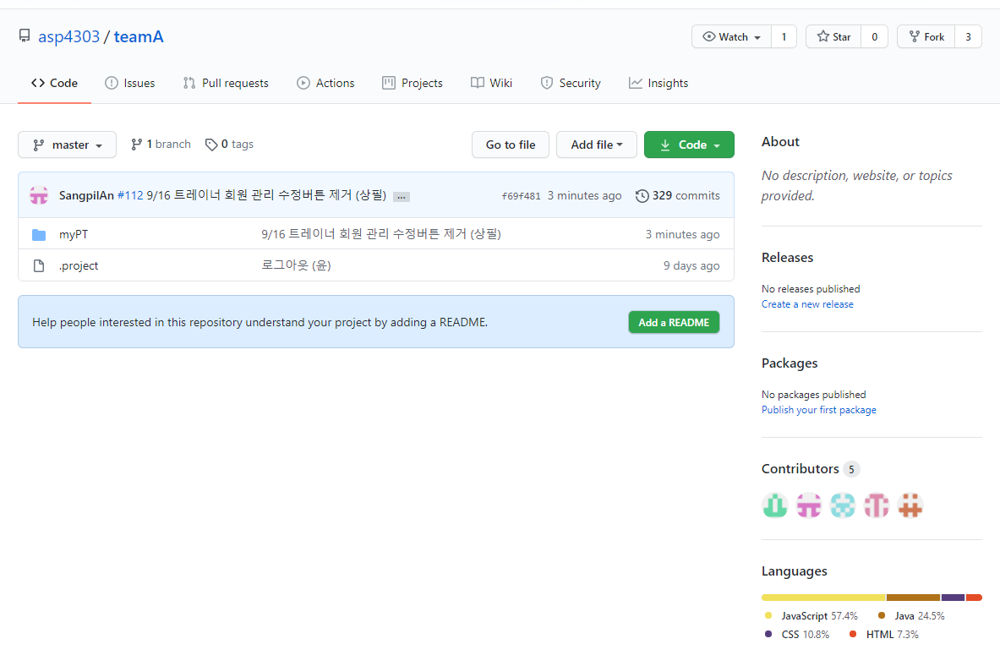 asp4303 / teamA
Watch 1 Star 0 Fork 3
Code Issues Pull requests Actions Projects Wiki Security Insights
master 1 branch 0 tags Go to file Add file Code
SangpilAn #112 9/16 트레이너 회원 관리 수정버튼 제거 (상필) ... f69f481 3 minutes ago 329 commits
myPT 9/16 트레이너 회원 관리 수정버튼 제거 (상필) 3 minutes ago
.project 로그아웃 (윤) 9 days ago
Help people interested in this repository understand your project by adding a README. Add a README
About
No description, website, or topics
provided.
Releases
No releases published
Create a new release
Packages
No packages published
Publish your first package
Contributors 5
Languages
JavaScript 57.4% Java 24.5%
CSS 10.8% HTML 7.3%